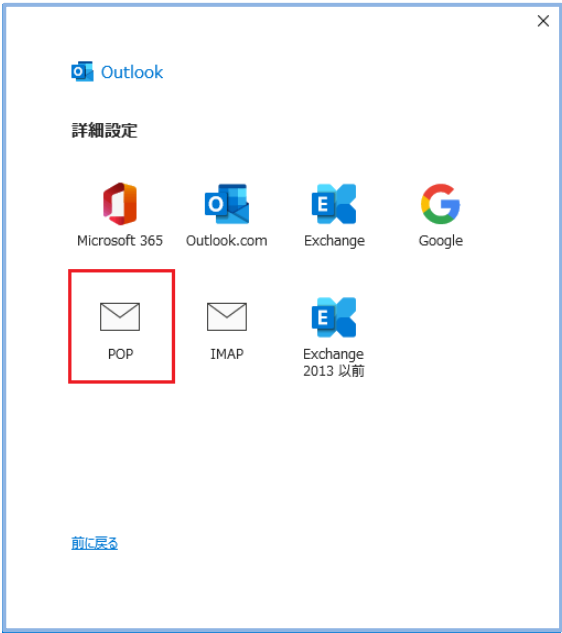 Outlook
詳細設定
Microsoft 365
Outlook.com
Exchange
Google
POP
IMAP
Exchange
2013 以前
前に戻る